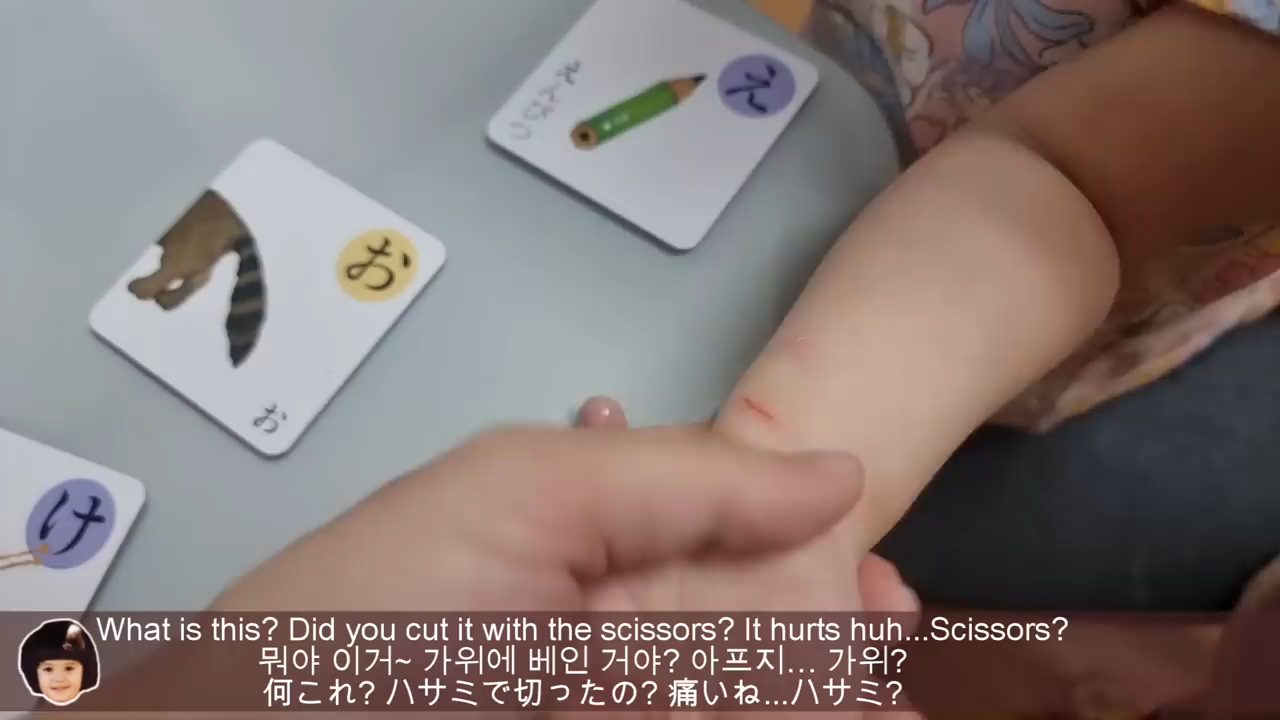 え
えんぴつ
お
お
け
What is this? Did you cut it with the scissors? It hurts huh...Scissors?
뭐야 이거~ 가위에 베인 거야? 아프지... 가위?
何これ? ハサミで切ったの? 痛いね...ハサミ?